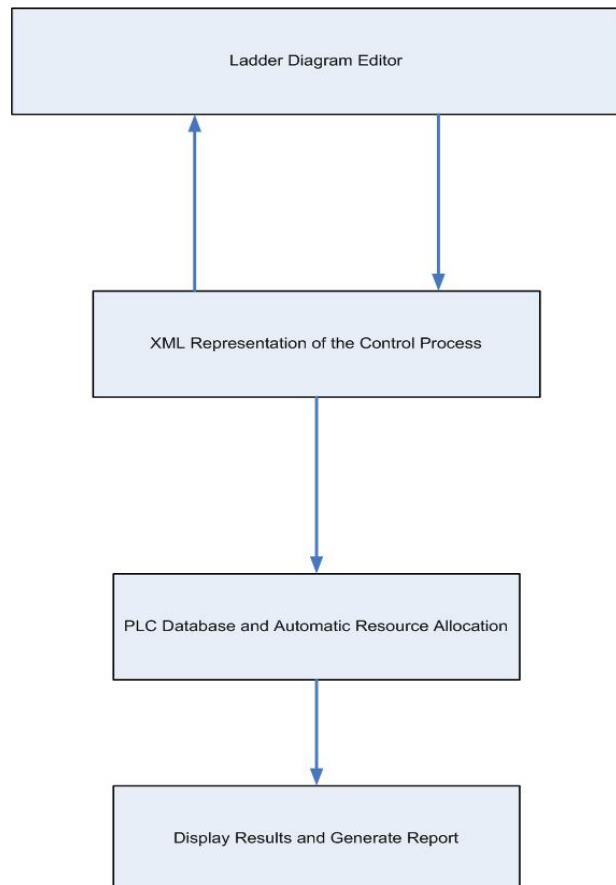 Ladder Diagram Editor
XML Representation of the Control Process
PLC Database and Automatic Resource Allocation
Display Results and Generate Report